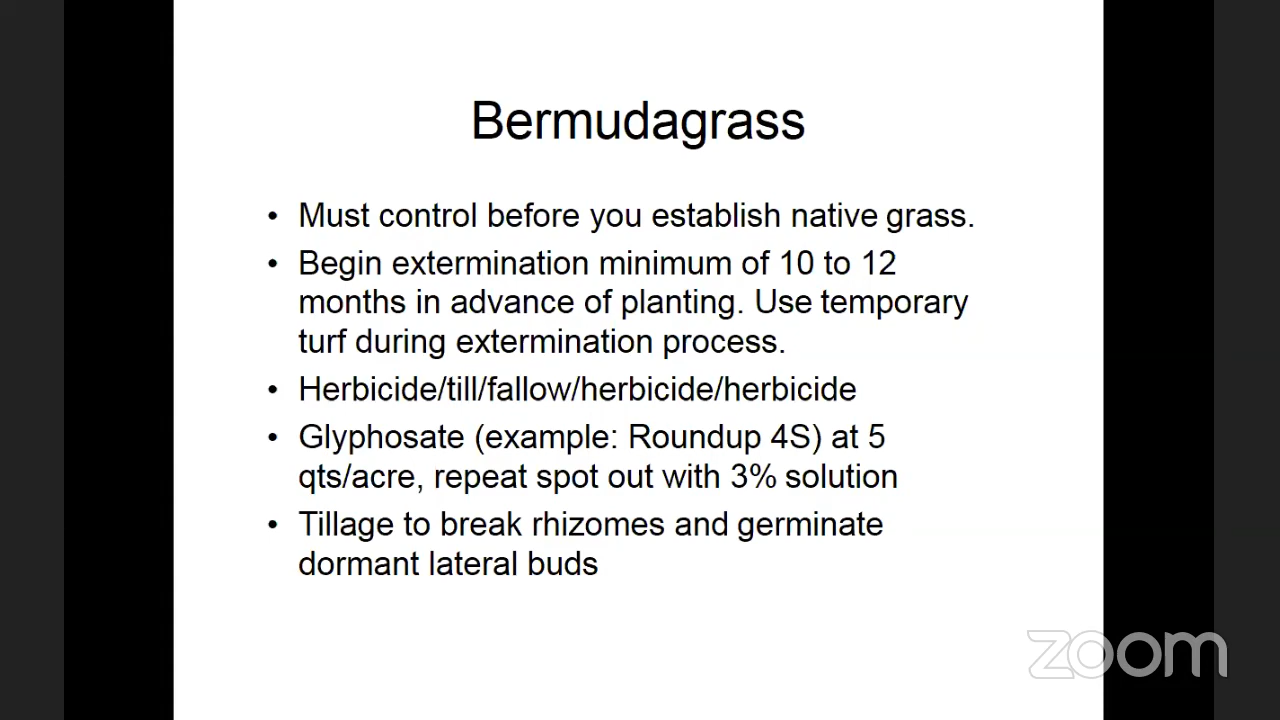 Bermudagrass
• Must control before you establish native grass.
• Begin extermination minimum of 10 to 12
months in advance of planting. Use temporary
turf during extermination process.
• Herbicide/till/fallow/herbicide/herbicide
• Glyphosate (example: Roundup 4S) at 5
qts/acre, repeat spot out with 3% solution
• Tillage to break rhizomes and germinate
dormant lateral buds
zoom